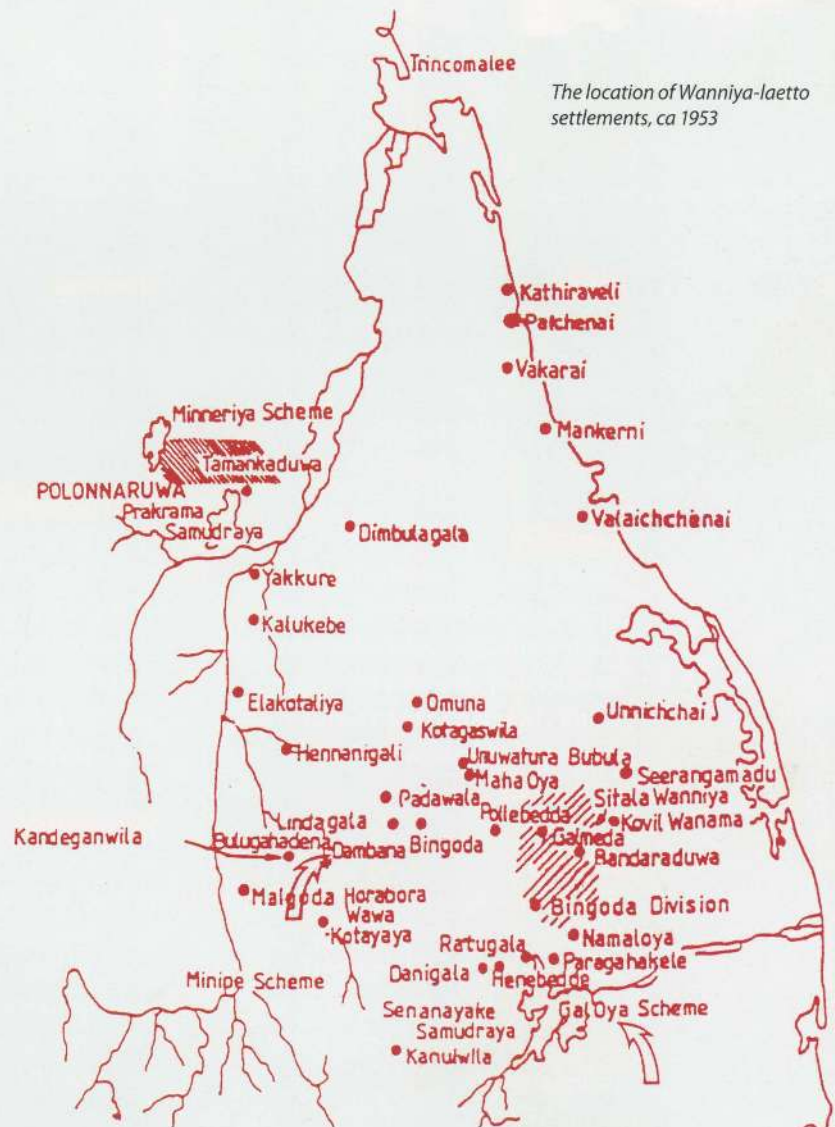 Trincomalee
The location of Wanniya-laetto
settlements, ca 1953
Kathiraveli
Palchenai
Vakarai
Minneriya Scheme
Mankerni
Tamankaduwa
POLONNARUWA
Prakrama
Samudraya
Valaichchenai
Dimbulagala
Yakkure
Kalukebe
Elakotaliya
Omuna
Unnichchai
Kotagaswila
Hennanigali
Unuwatura Bubula
Maha Oya
Seerangamadu
Padawala
Sitala Wanniya
Pollebedda
Lindagala
Bingoda
Kovil Wanama
Kandeganwila
Bulugahadena
Galmeda
Dambana
Bandaraduwa
Malgoda
Horabora
Wawa
Bingoda Division
Kotayaya
Namaloya
Ratugala
Paragahakele
Danigala
Henebedde
Minipe Scheme
Senanayake
Samudraya
Gal Oya Scheme
Kanulwila